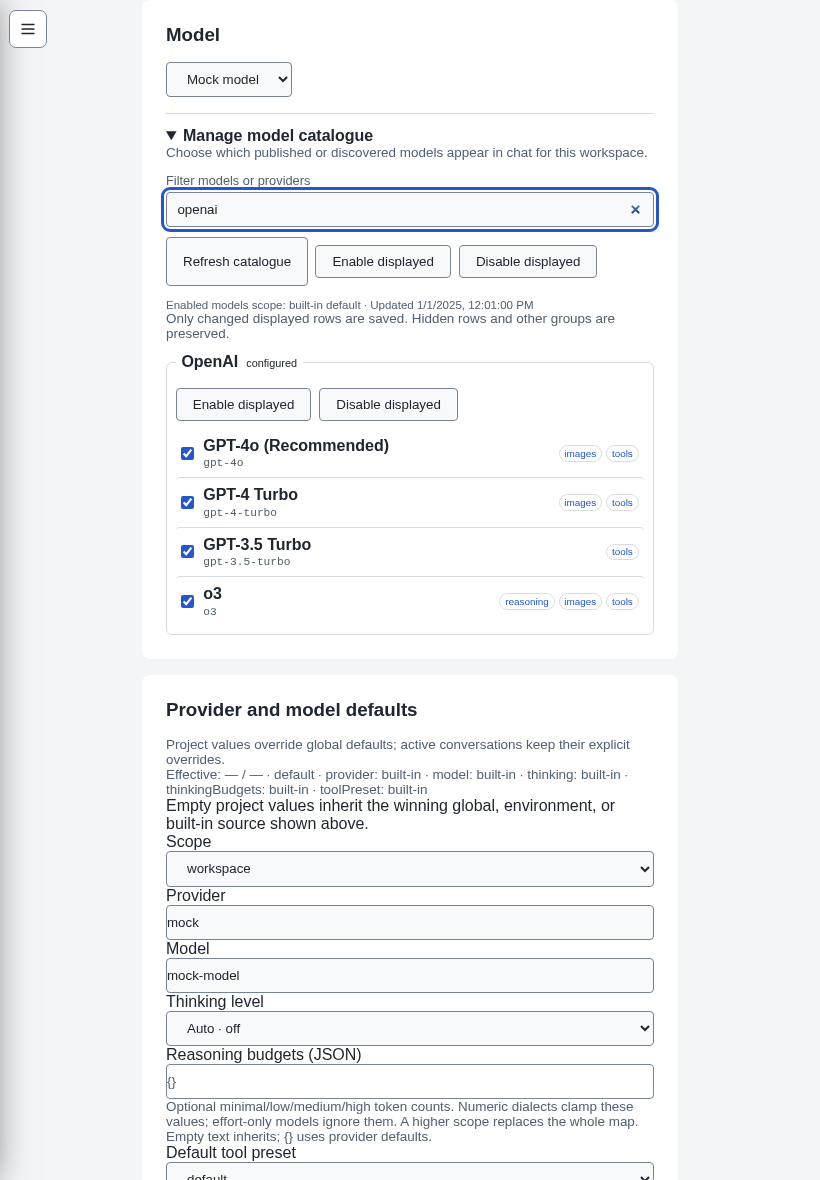 Model
Mock model
Manage model catalogue
Choose which published or discovered models appear in chat for this workspace.
Filter models or providers
openai
Refresh catalogue Enable displayed Disable displayed
Enabled models scope: built-in default · Updated 1/1/2025, 12:01:00 PM
Only changed displayed rows are saved. Hidden rows and other groups are
preserved.
OpenAI configured
Enable displayed Disable displayed
GPT-4o (Recommended)
gpt-4o
images tools
GPT-4 Turbo
gpt-4-turbo
images tools
GPT-3.5 Turbo
gpt-3.5-turbo
tools
o3
o3
reasoning images tools
Provider and model defaults
Project values override global defaults; active conversations keep their explicit
overrides.
Effective: — / — · default · provider: built-in · model: built-in · thinking: built-in ·
thinkingBudgets: built-in · toolPreset: built-in
Empty project values inherit the winning global, environment, or
built-in source shown above.
Scope
workspace
Provider
mock
Model
mock-model
Thinking level
Auto · off
Reasoning budgets (JSON)
{}
Optional minimal/low/medium/high token counts. Numeric dialects clamp these
values; effort-only models ignore them. A higher scope replaces the whole map.
Empty text inherits; {} uses provider defaults.
Default tool preset
default